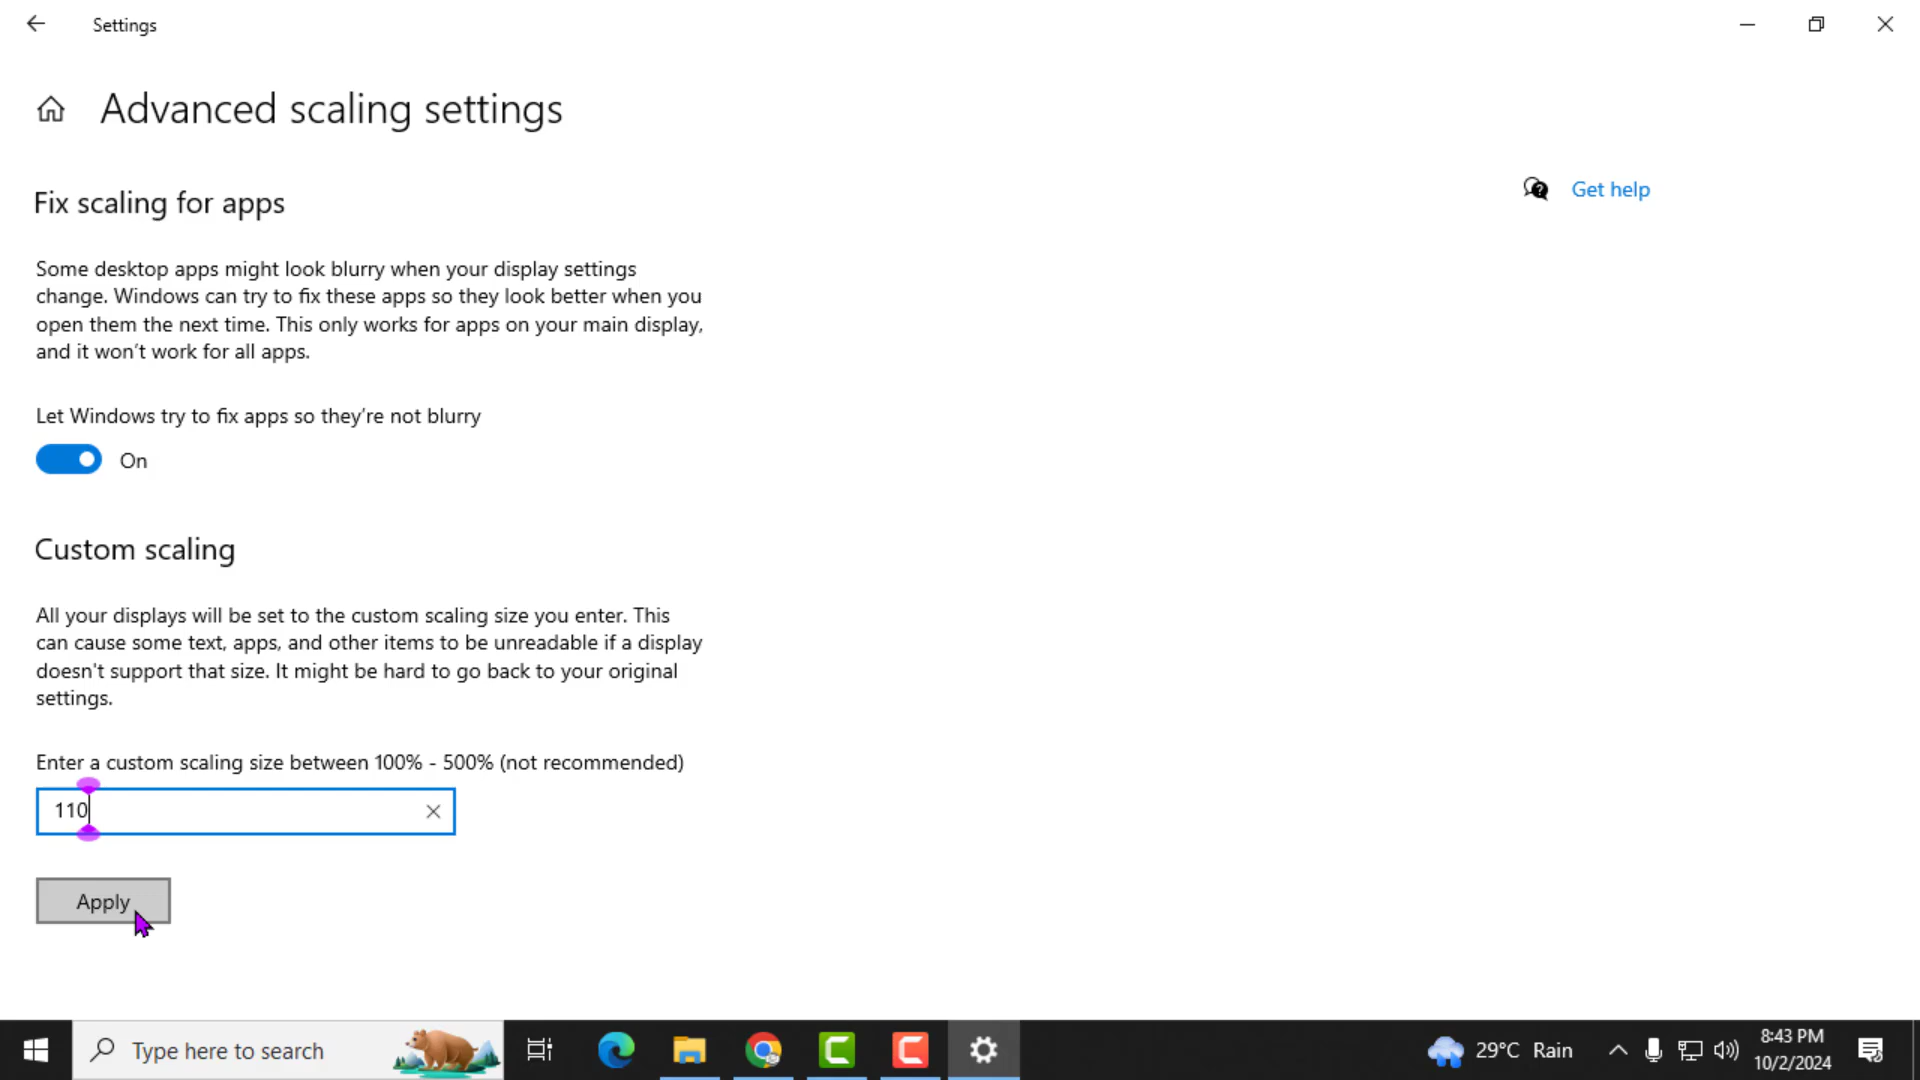 Settings
Advanced scaling settings
Fix scaling for apps
Get help
Some desktop apps might look blurry when your display settings
change. Windows can try to fix these apps so they look better when you
open them the next time. This only works for apps on your main display,
and it won’t work for all apps.
Let Windows try to fix apps so they’re not blurry
On
Custom scaling
All your displays will be set to the custom scaling size you enter. This
can cause some text, apps, and other items to be unreadable if a display
doesn't support that size. It might be hard to go back to your original
settings.
Enter a custom scaling size between 100% - 500% (not recommended)
110
Apply
Type here to search
29°C Rain
8:43 PM
10/2/2024